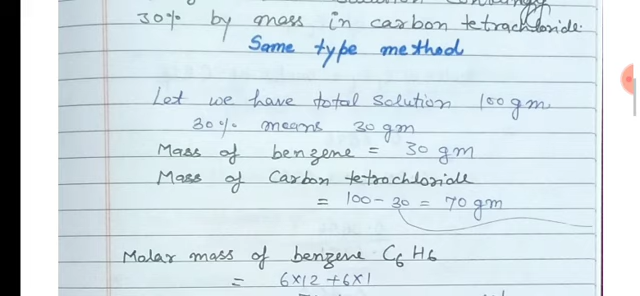 30% by mass in carbon tetrachloride
Same type method
Let we have total solution 100gm
30% means 30 gm
Mass of benzene = 30 gm
Mass of Carbon tetrachloride
= 100 - 30 = 70 gm
Molar mass of benzene C6 H6
= 6×12 +6×1